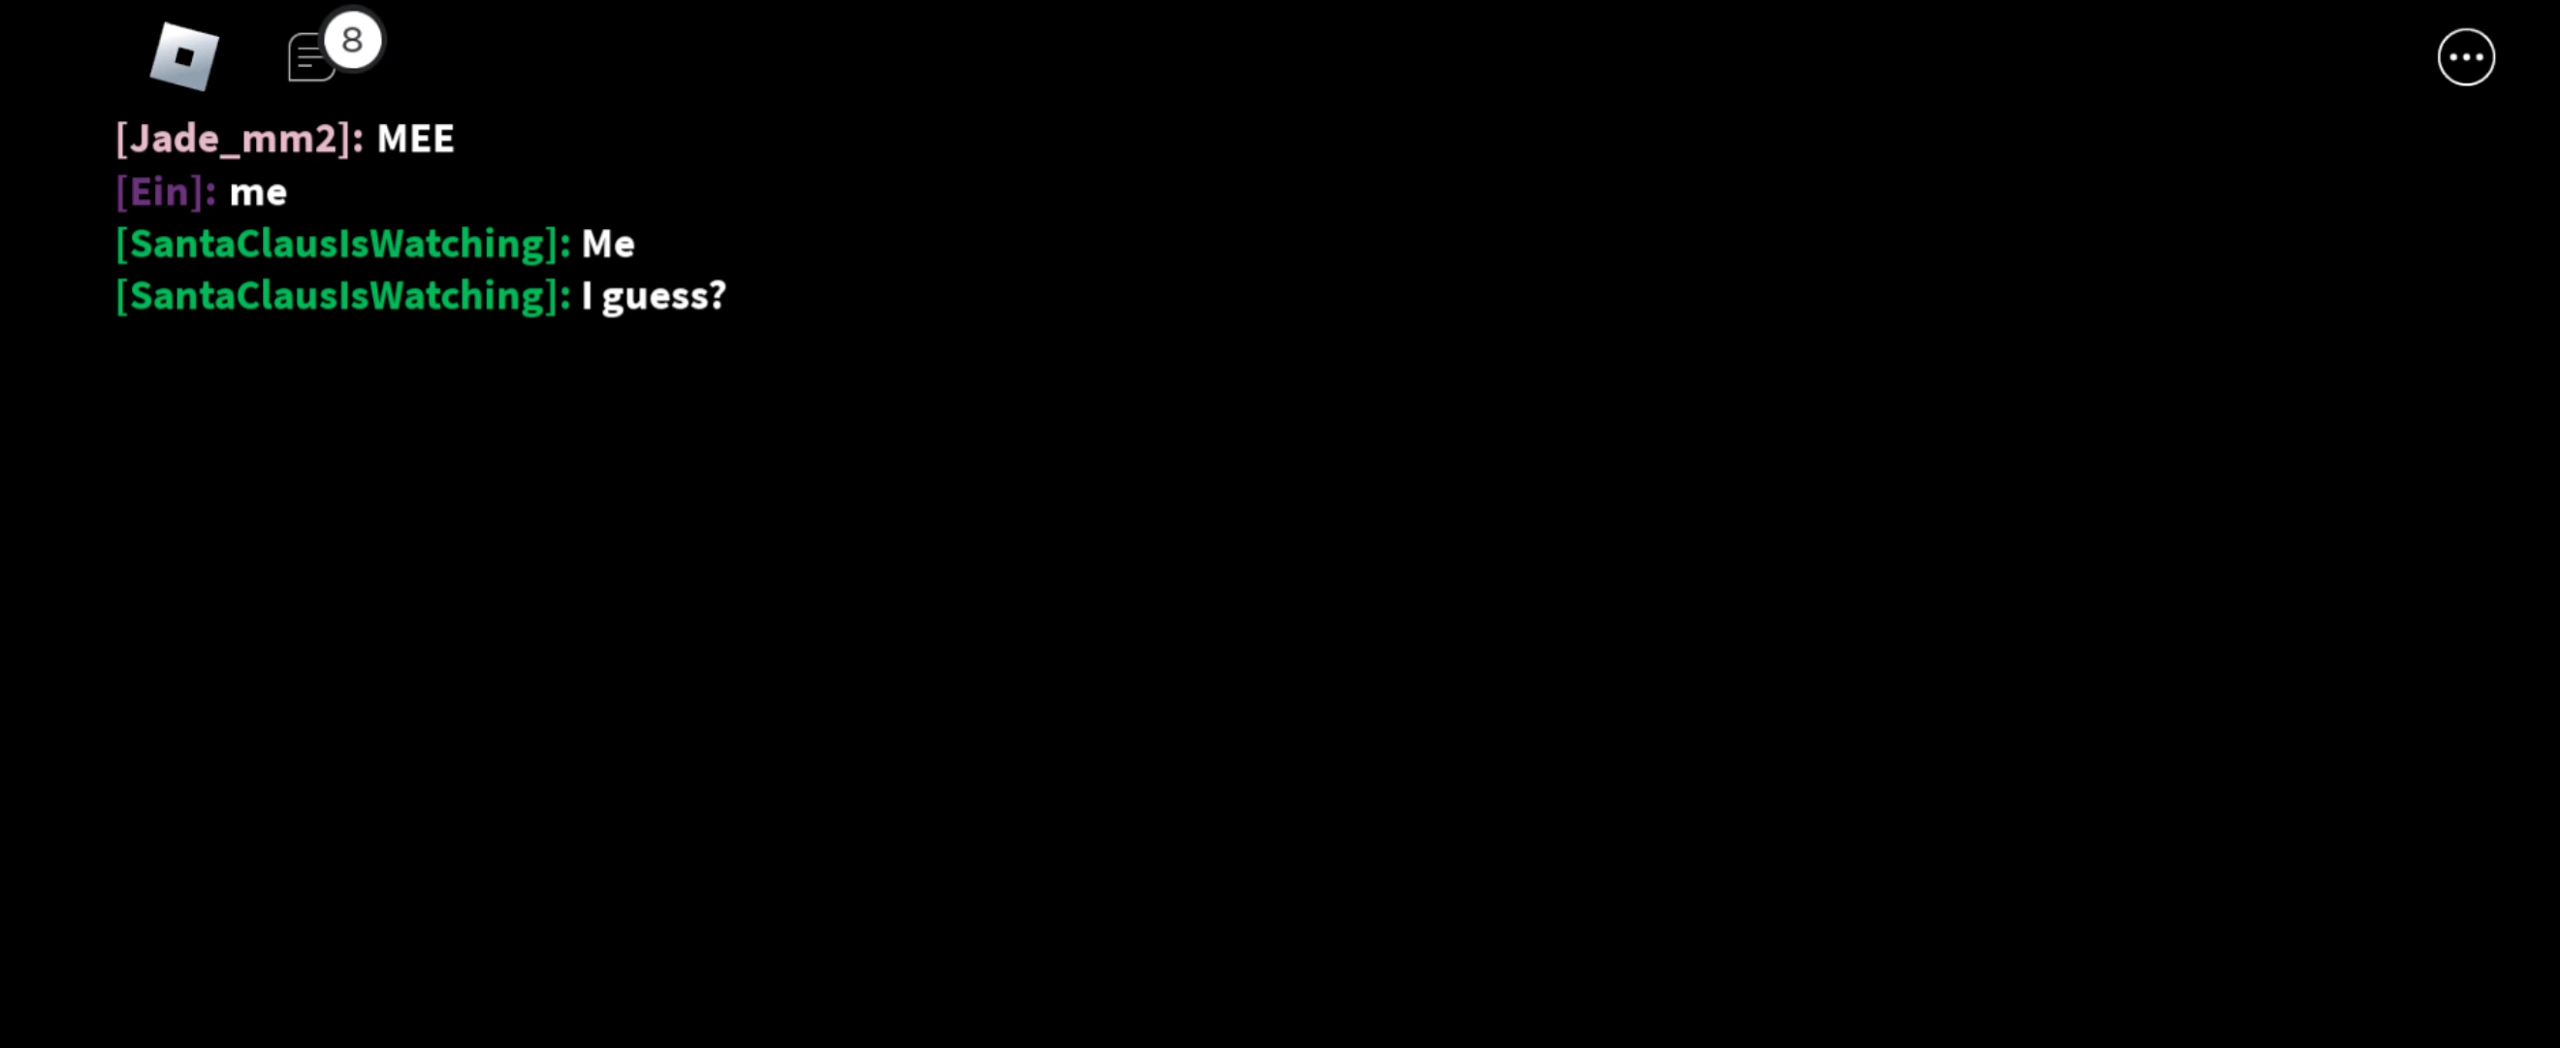 8
[Jade_mm2]: MEE
[Ein]: me
[SantaClausIsWatching]: Me
[SantaClausIsWatching]: I guess?